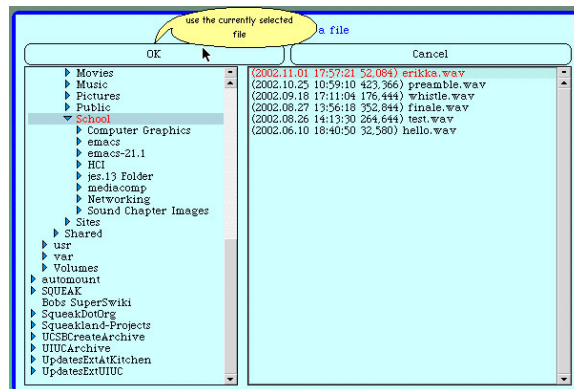 use the currently selected
file
a file
OK
Cancel
Movies
Music
Pictures
Public
School
Computer Graphics
emacs
emacs-21.1
HCI
jes.13 Folder
mediacomp
Networking
Sound Chapter Images
Sites
Shared
usr
var
Volumes
automount
SQUEAK
Bobs SuperSwiki
SqueakDotOrg
Squeakland-Projects
UCSBCreateArchive
UIUCArchive
UpdatesExtAtKitchen
UpdatesExtUIUC
(2002.11.01 17:57:21 52,084) erikka.wav
(2002.10.25 10:59:10 423,366) preamble.wav
(2002.09.18 17:11:04 176,444) whistle.wav
(2002.08.27 13:56:18 352,844) finale.wav
(2002.08.26 14:13:30 264,644) test.wav
(2002.06.10 18:40:50 32,580) hello.wav